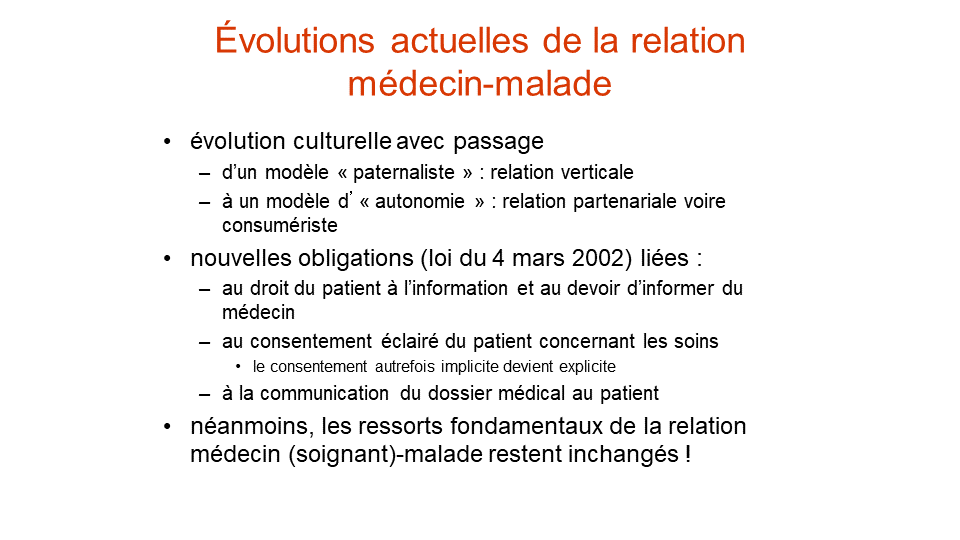 Évolutions actuelles de la relation
médecin-malade
• évolution culturelle avec passage
– d’un modèle « paternaliste » : relation verticale
– à un modèle d’ « autonomie » : relation partenariale voire
consumériste
• nouvelles obligations (loi du 4 mars 2002) liées :
– au droit du patient à l’information et au devoir d’informer du
médecin
– au consentement éclairé du patient concernant les soins
• le consentement autrefois implicite devient explicite
– à la communication du dossier médical au patient
• néanmoins, les ressorts fondamentaux de la relation
médecin (soignant)-malade restent inchangés !